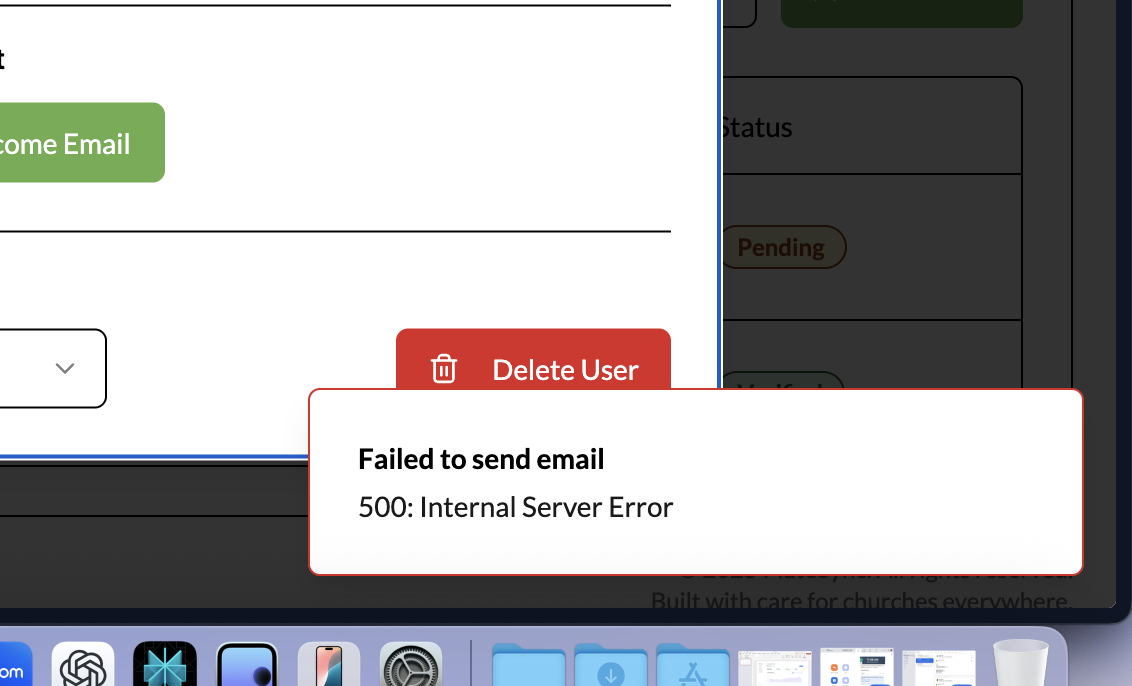 t
come Email
Status
Pending
Delete User
Failed to send email
500: Internal Server Error
Built with care for churches everywhere.
om